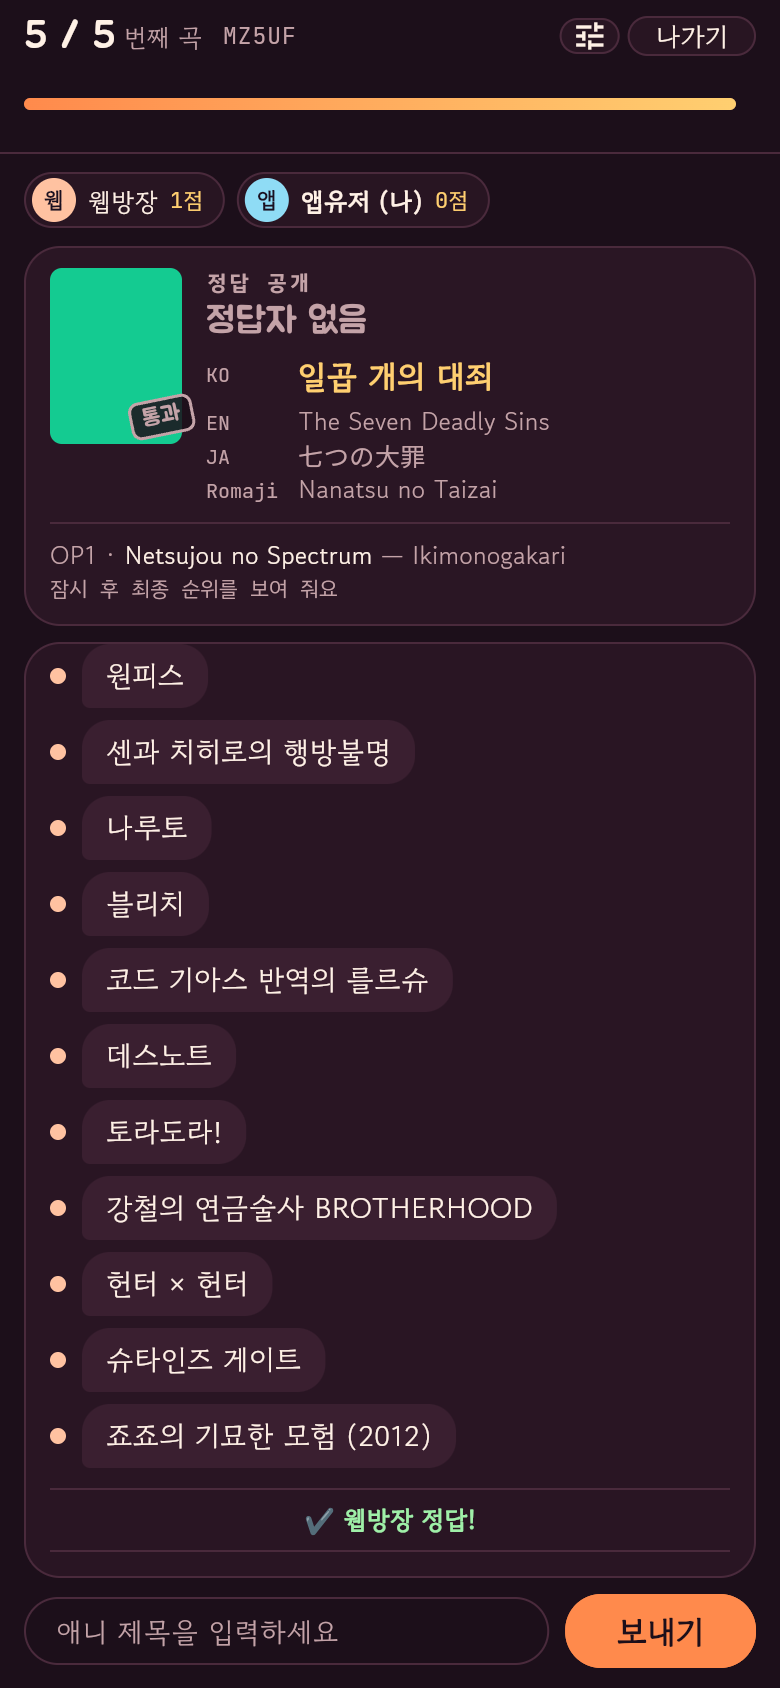 5 / 5 번째 곡 MZ5UF 나가기
웹 웹방장 1점 앱 앱유저 (나) 0점
정답 공개
정답자 없음
통과
KO 일곱 개의 대죄
EN The Seven Deadly Sins
JA 七つの大罪
Romaji Nanatsu no Taizai
OP1 · Netsujou no Spectrum — Ikimonogakari
잠시 후 최종 순위를 보여 줘요
원피스
센과 치히로의 행방불명
나루토
블리치
코드 기아스 반역의 를르슈
데스노트
토라도라!
강철의 연금술사 BROTHERHOOD
헌터 × 헌터
슈타인즈 게이트
죠죠의 기묘한 모험 (2012)
✔ 웹방장 정답!
애니 제목을 입력하세요 보내기